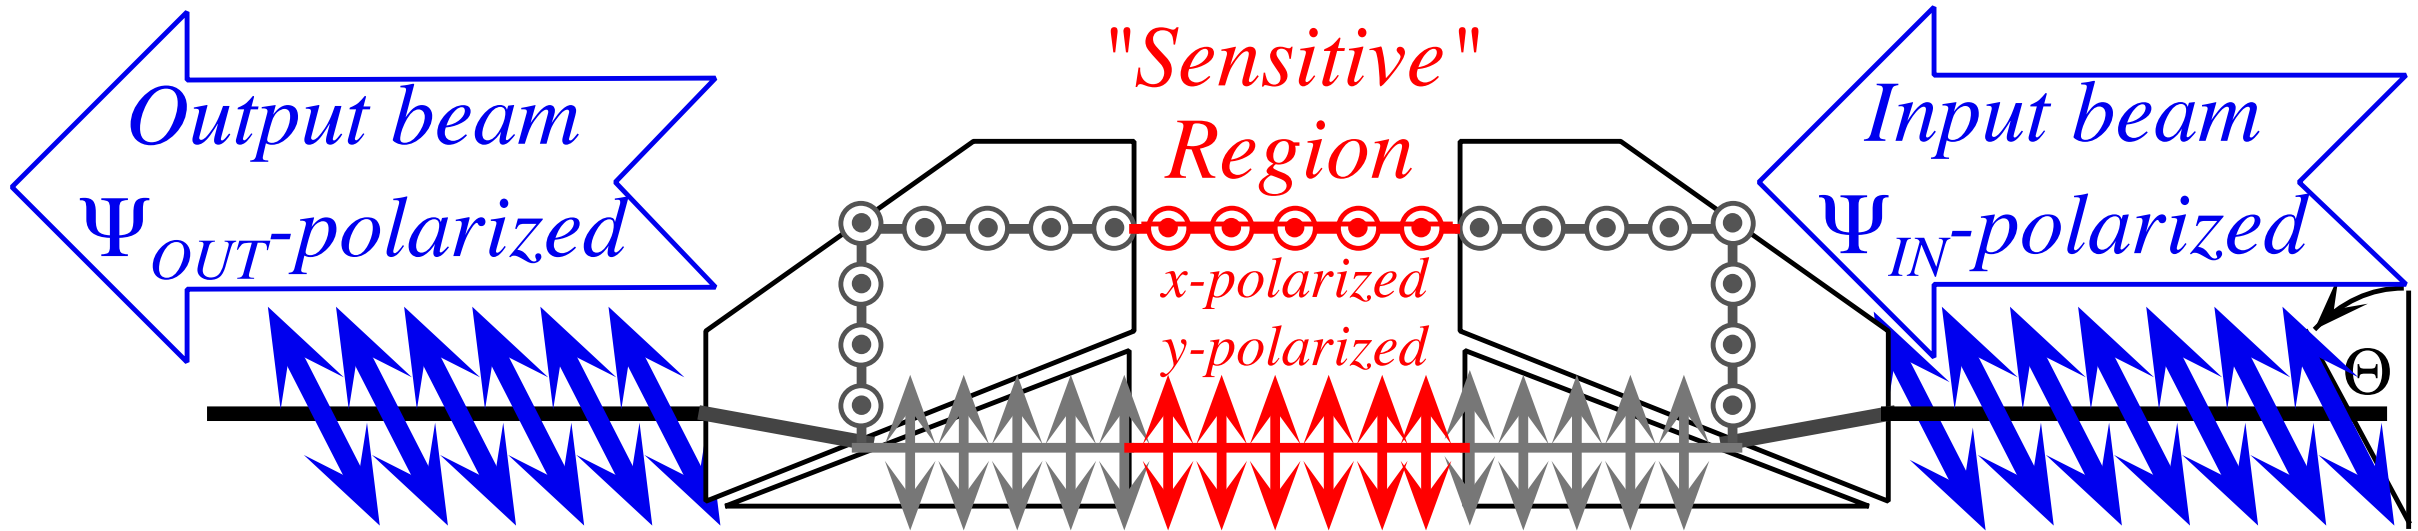 Output beam
Ψ_OUT-polarized
"Sensitive"
Region
x-polarized
y-polarized
Input beam
Ψ_IN-polarized
Θ